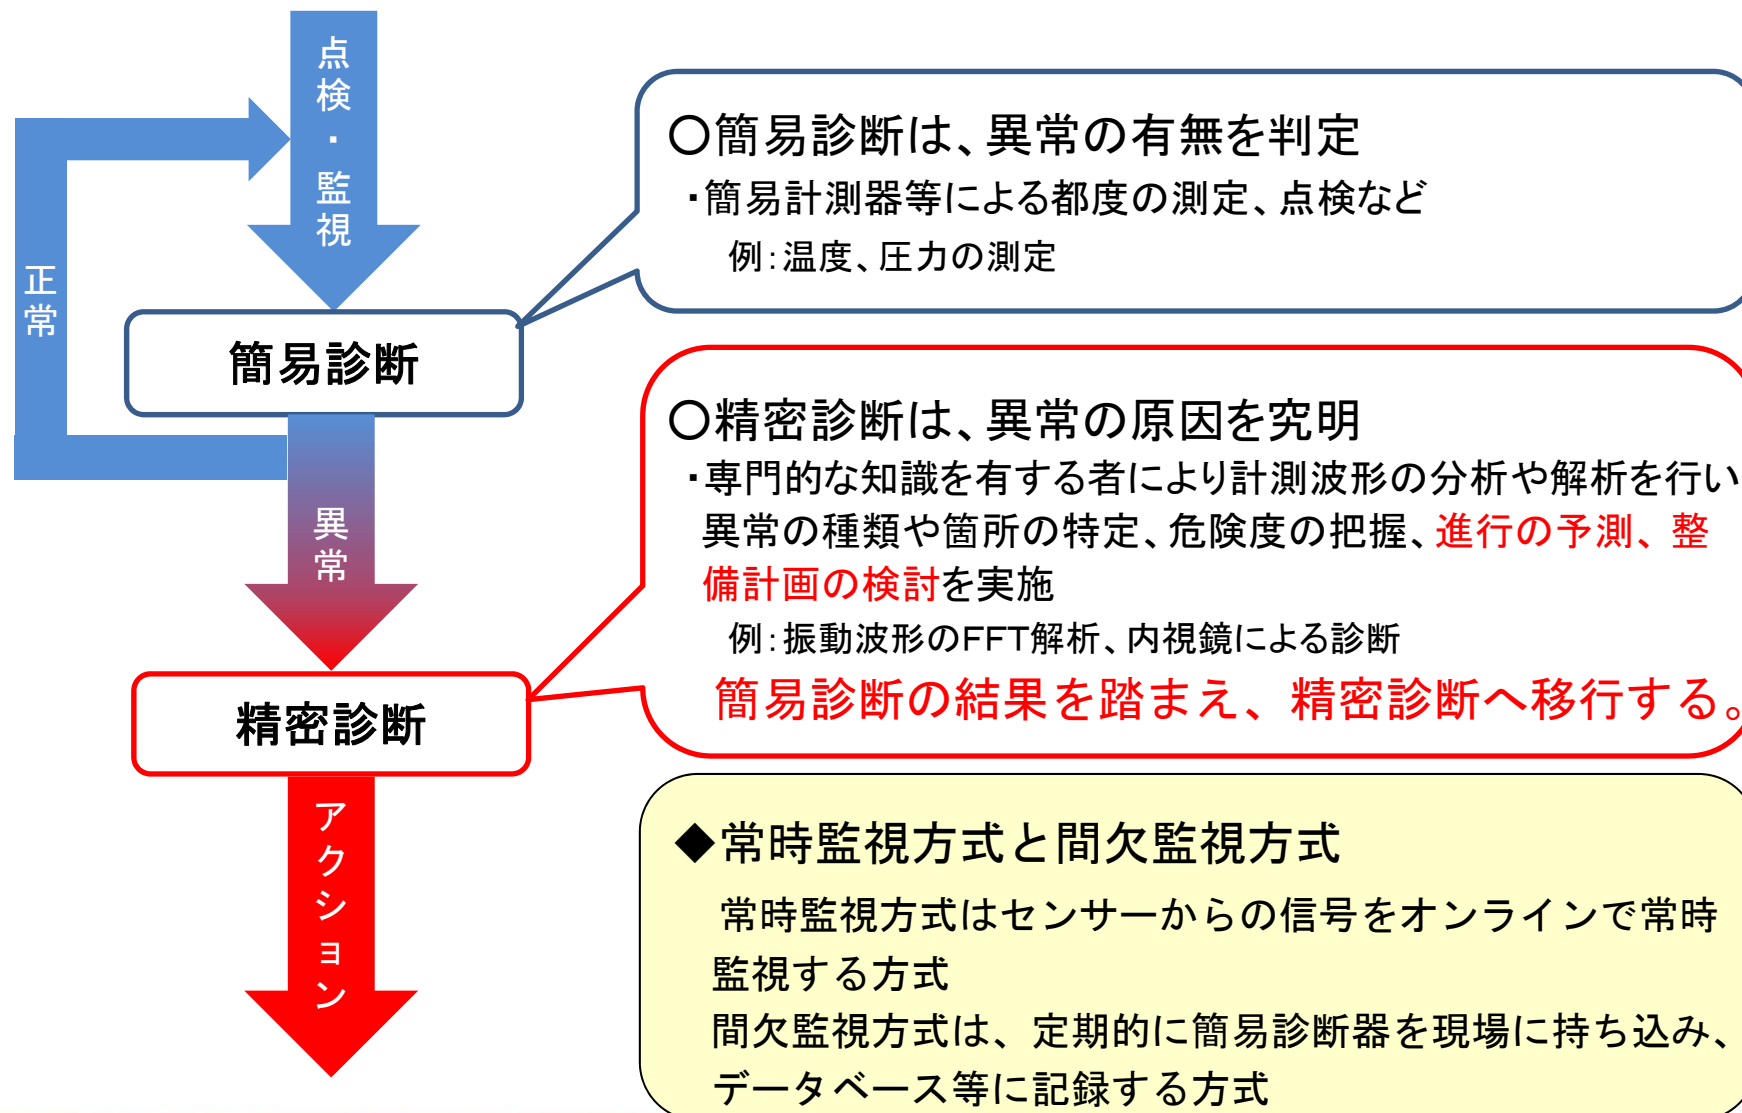 点検・監視
正常
簡易診断
異常
精密診断
アクション
〇簡易診断は、異常の有無を判定
・簡易計測器等による都度の測定、点検など
例：温度、圧力の測定
〇精密診断は、異常の原因を究明
・専門的な知識を有する者により計測波形の分析や解析を行い
異常の種類や箇所の特定、危険度の把握、進行の予測、整
備計画の検討を実施
例：振動波形のFFT解析、内視鏡による診断
簡易診断の結果を踏まえ、精密診断へ移行する。
◆常時監視方式と間欠監視方式
常時監視方式はセンサーからの信号をオンラインで常時
監視する方式
間欠監視方式は、定期的に簡易診断器を現場に持ち込み、
データベース等に記録する方式